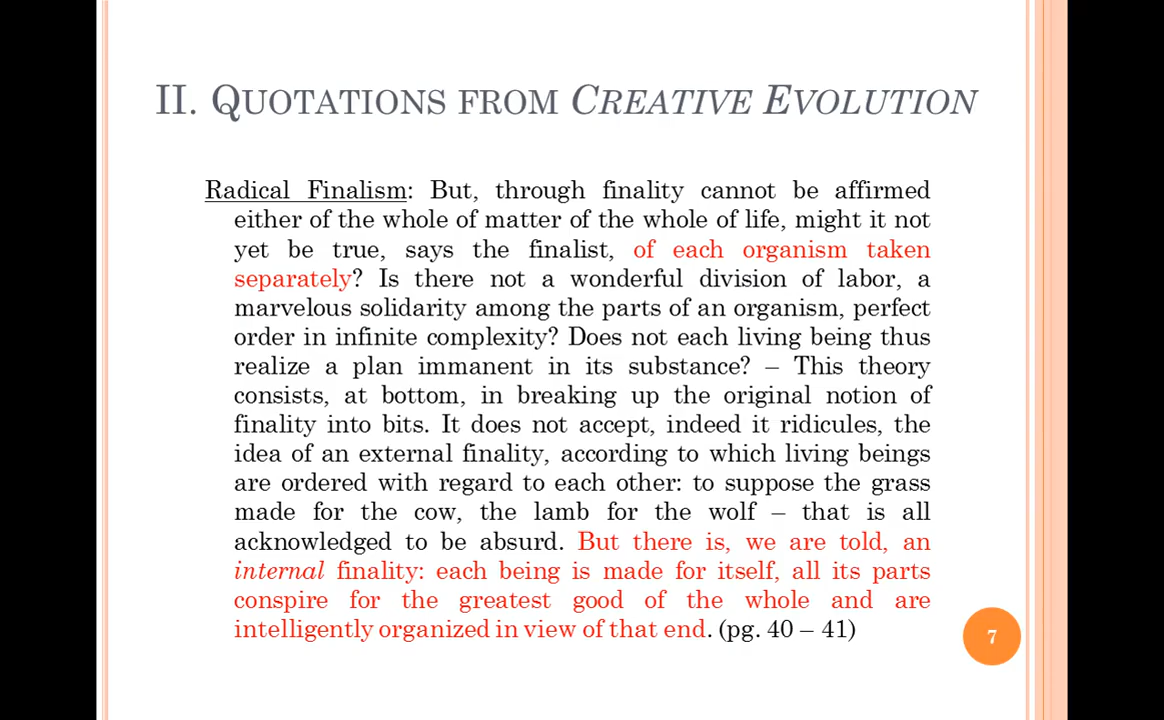 II. QUOTATIONS FROM CREATIVE EVOLUTION
Radical Finalism: But, through finality cannot be affirmed
either of the whole of matter of the whole of life, might it not
yet be true, says the finalist, of each organism taken
separately? Is there not a wonderful division of labor, a
marvelous solidarity among the parts of an organism, perfect
order in infinite complexity? Does not each living being thus
realize a plan immanent in its substance? – This theory
consists, at bottom, in breaking up the original notion of
finality into bits. It does not accept, indeed it ridicules, the
idea of an external finality, according to which living beings
are ordered with regard to each other: to suppose the grass
made for the cow, the lamb for the wolf – that is all
acknowledged to be absurd. But there is, we are told, an
internal finality: each being is made for itself, all its parts
conspire for the greatest good of the whole and are
intelligently organized in view of that end. (pg. 40 – 41)
7